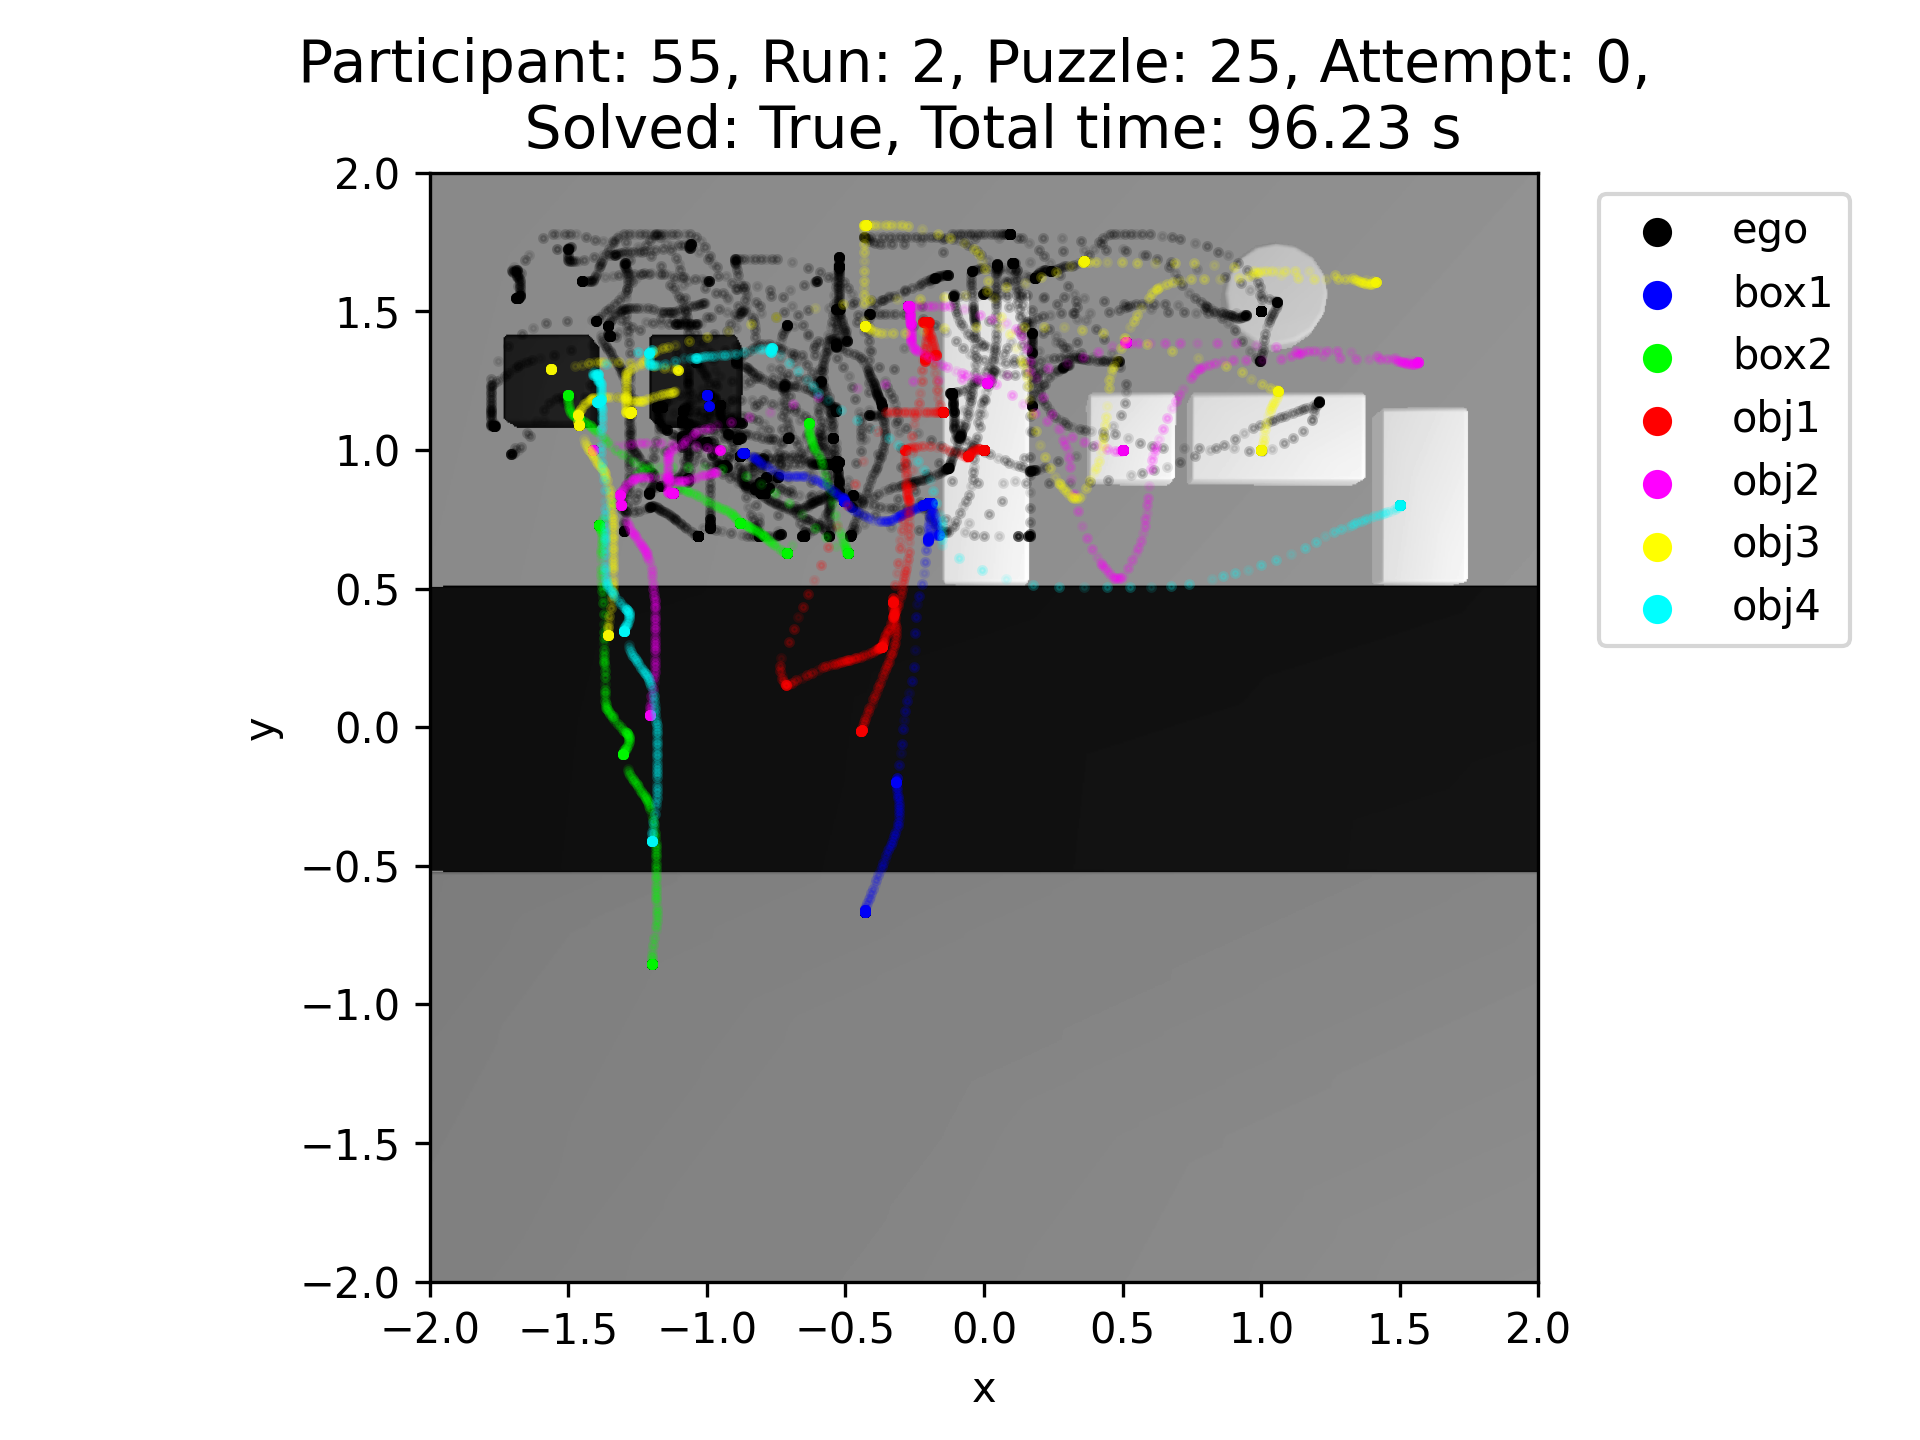 Participant: 55, Run: 2, Puzzle: 25, Attempt: 0,
Solved: True, Total time: 96.23 s
2.0
1.5
1.0
0.5
0.0
−0.5
−1.0
−1.5
−2.0
y
−2.0 −1.5 −1.0 −0.5 0.0 0.5 1.0 1.5 2.0
x
ego
box1
box2
obj1
obj2
obj3
obj4